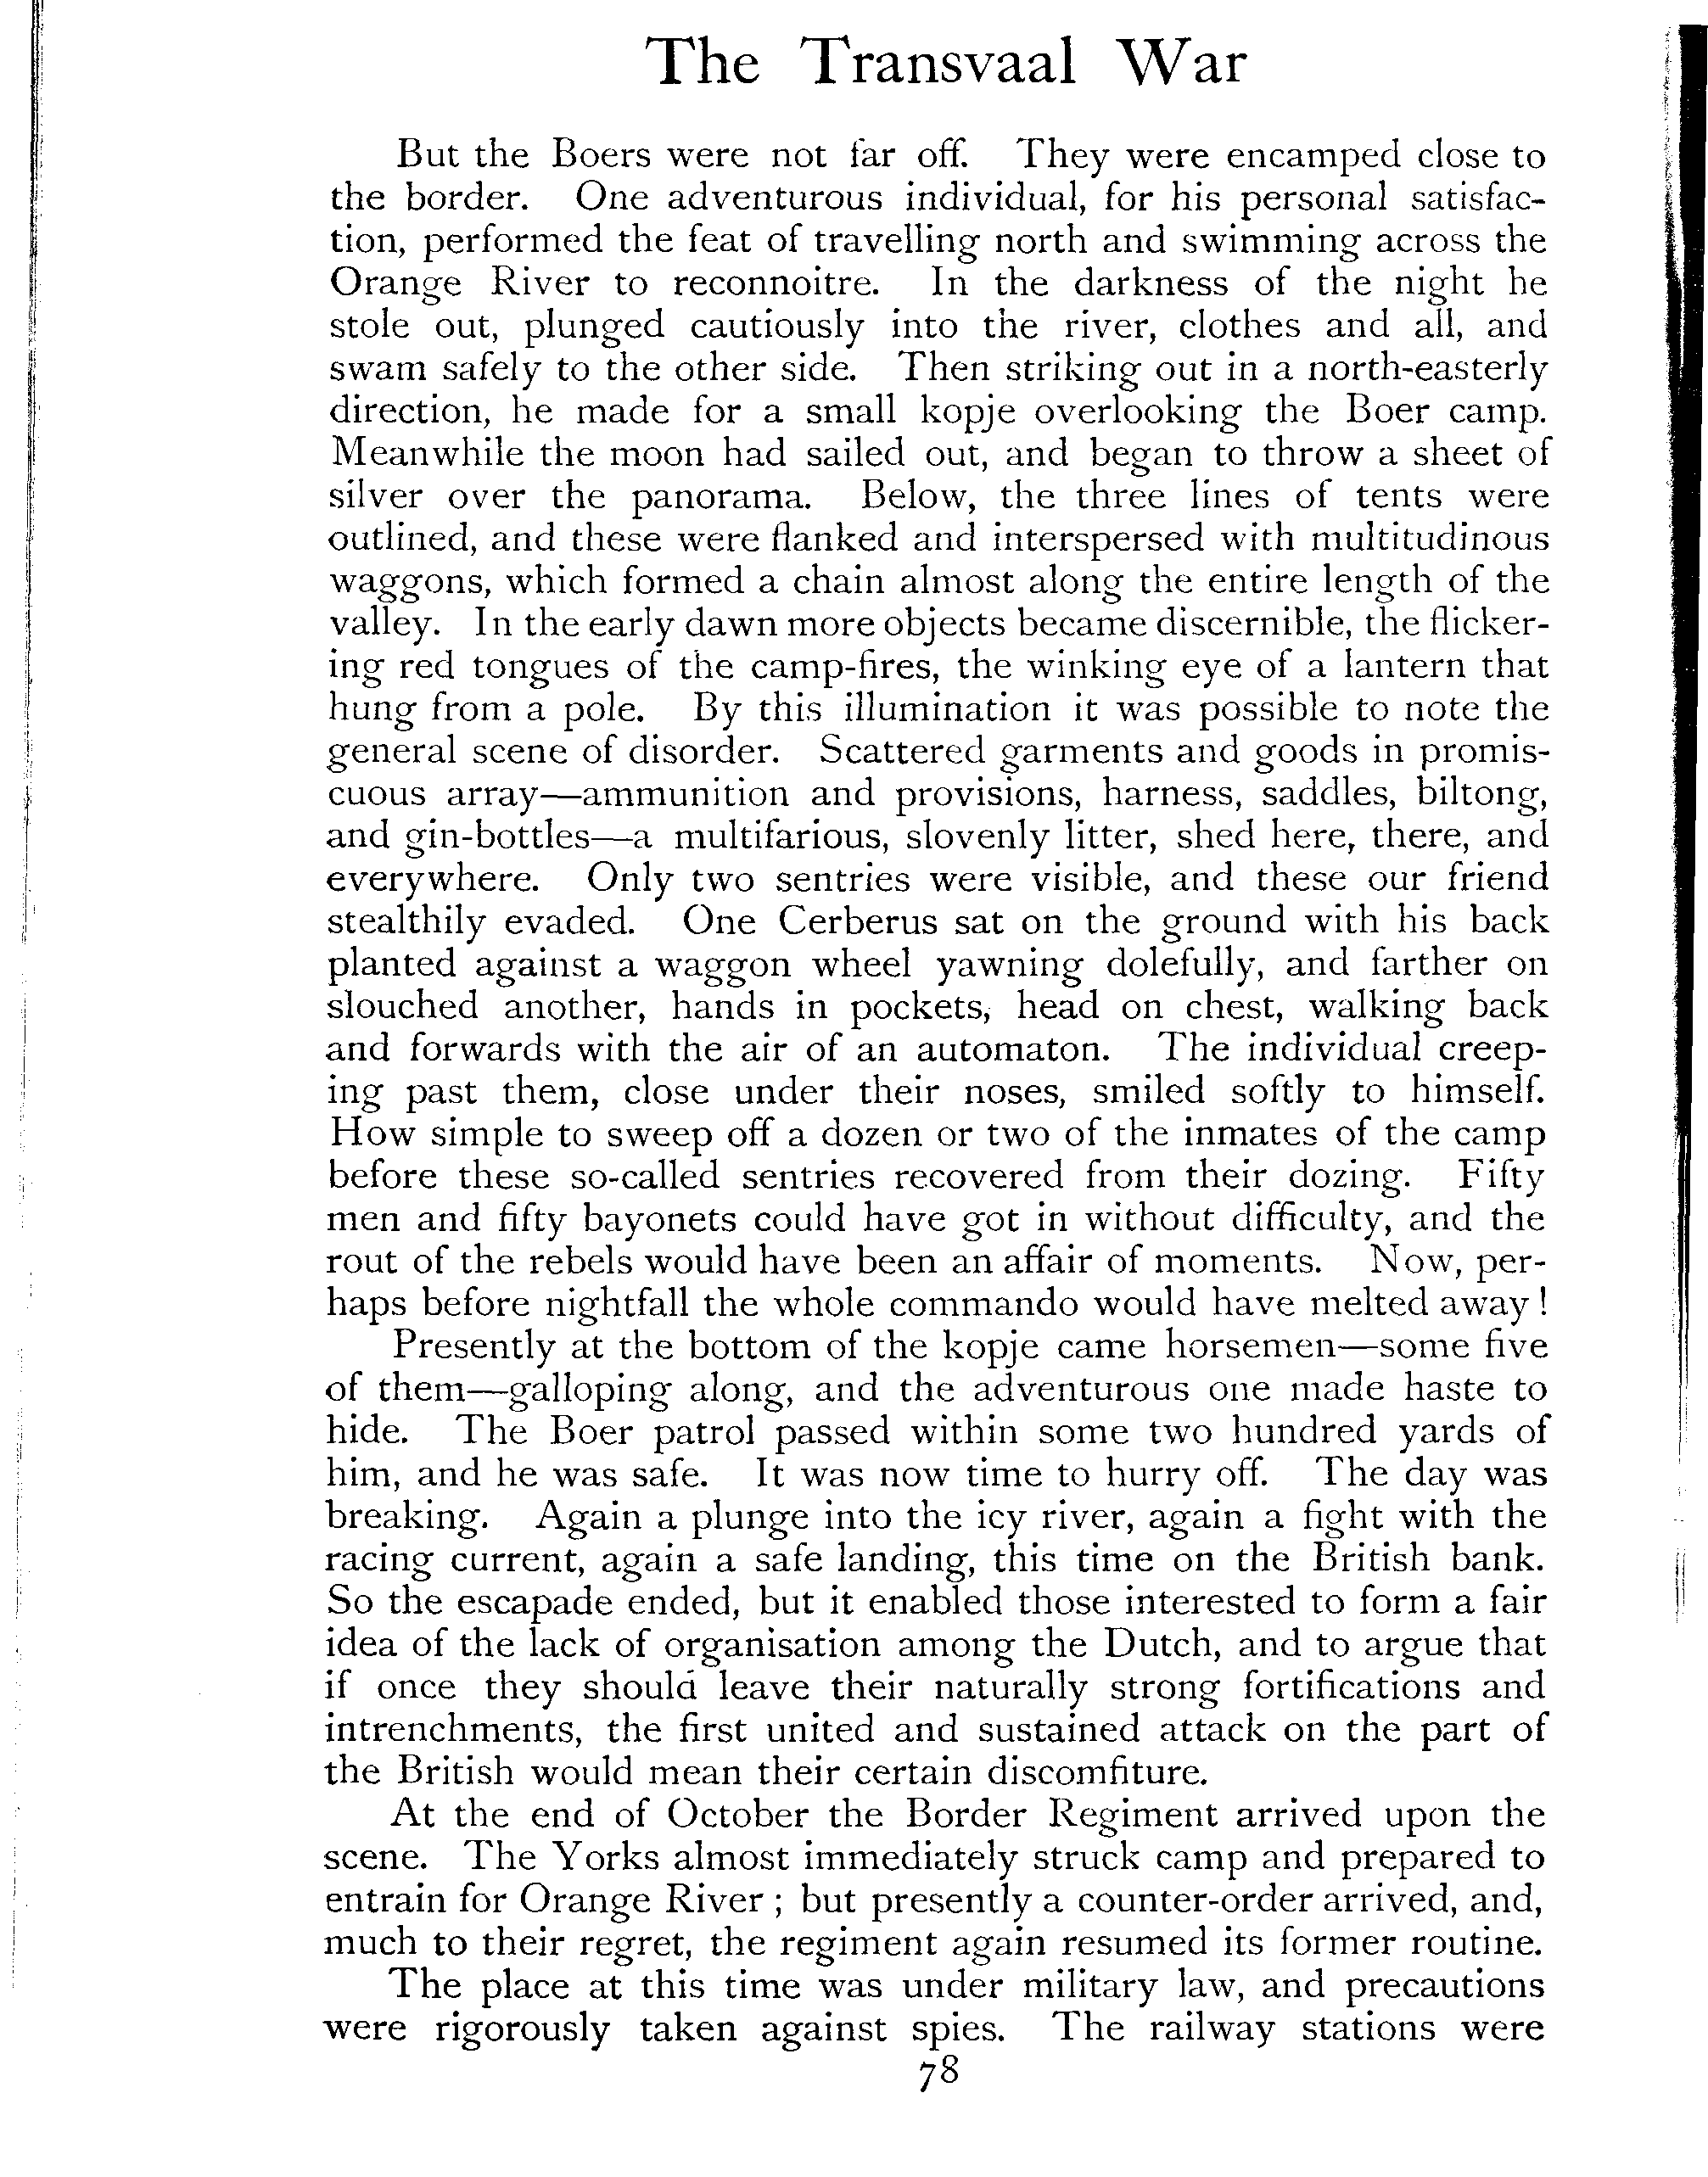 The Transvaal War
But the Boers were not far off. They were encamped close to
the border. One adventurous individual, for his personal satisfac-
tion, performed the feat of travelling north and swimming across the
Orange River to reconnoitre. In the darkness of the night he
stole out, plunged cautiously into the river, clothes and all, and
swam safely to the other side. Then striking out in a north-easterly
direction, he made for a small kopje overlooking the Boer camp.
Meanwhile the moon had sailed out, and began to throw a sheet of
silver over the panorama. Below, the three lines of tents were
outlined, and these were flanked and interspersed with multitudinous
waggons, which formed a chain almost along the entire length of the
valley. In the early dawn more objects became discernible, the flicker-
ing red tongues of the camp-fires, the winking eye of a lantern that
hung from a pole. By this illumination it was possible to note the
general scene of disorder. Scattered garments and goods in promis-
cuous array—ammunition and provisions, harness, saddles, biltong,
and gin-bottles—a multifarious, slovenly litter, shed here, there, and
everywhere. Only two sentries were visible, and these our friend
stealthily evaded. One Cerberus sat on the ground with his back
planted against a waggon wheel yawning dolefully, and farther on
slouched another, hands in pockets, head on chest, walking back
and forwards with the air of an automaton. The individual creep-
ing past them, close under their noses, smiled softly to himself.
How simple to sweep off a dozen or two of the inmates of the camp
before these so-called sentries recovered from their dozing. Fifty
men and fifty bayonets could have got in without difficulty, and the
rout of the rebels would have been an affair of moments. Now, per-
haps before nightfall the whole commando would have melted away!
Presently at the bottom of the kopje came horsemen—some five
of them—galloping along, and the adventurous one made haste to
hide. The Boer patrol passed within some two hundred yards of
him, and he was safe. It was now time to hurry off. The day was
breaking. Again a plunge into the icy river, again a fight with the
racing current, again a safe landing, this time on the British bank.
So the escapade ended, but it enabled those interested to form a fair
idea of the lack of organisation among the Dutch, and to argue that
if once they should leave their naturally strong fortifications and
intrenchments, the first united and sustained attack on the part of
the British would mean their certain discomfiture.
At the end of October the Border Regiment arrived upon the
scene. The Yorks almost immediately struck camp and prepared to
entrain for Orange River; but presently a counter-order arrived, and,
much to their regret, the regiment again resumed its former routine.
The place at this time was under military law, and precautions
were rigorously taken against spies. The railway stations were
78